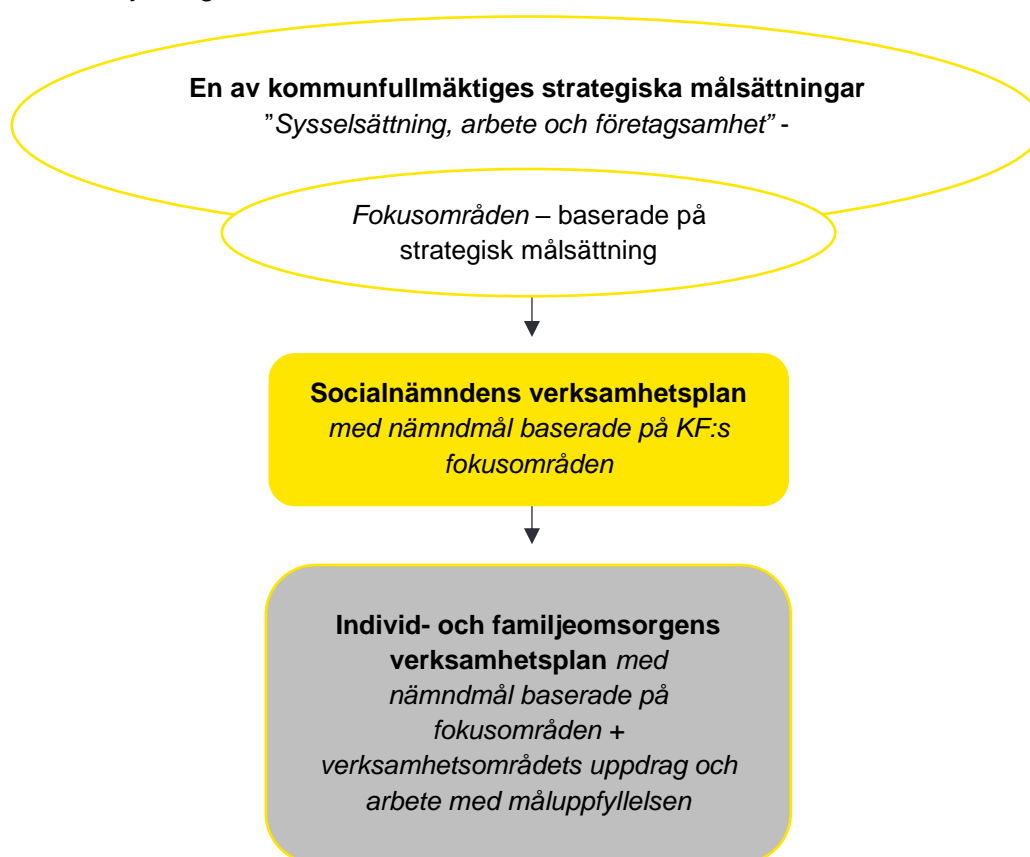 En av kommunfullmäktiges strategiska målsättningar
"Sysselsättning, arbete och företagsamhet" -
Fokusområden – baserade på
strategisk målsättning
Socialnämndens verksamhetsplan
med nämndmål baserade på KF:s
fokusområden
Individ- och familjeomsorgens
verksamhetsplan med
nämndmål baserade på
fokusområden +
verksamhetsområdets uppdrag och
arbete med måluppfyllelsen